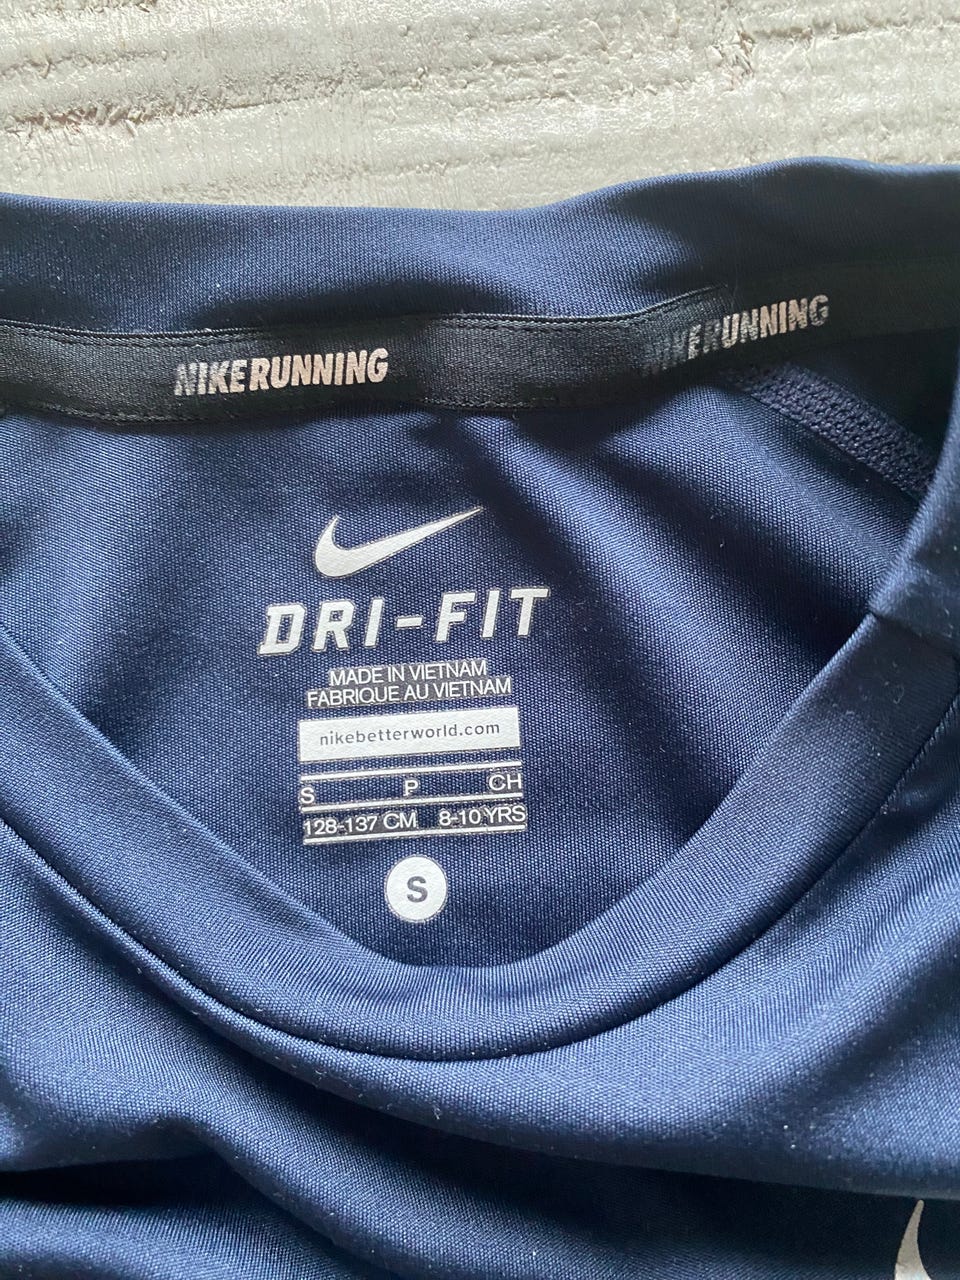 NIKERUNNING
NIKERUNNING
DRI-FIT
MADE IN VIETNAM
FABRIQUE AU VIETNAM
nikebetterworld.com
S P CH
128-137 CM 8-10 YRS
S